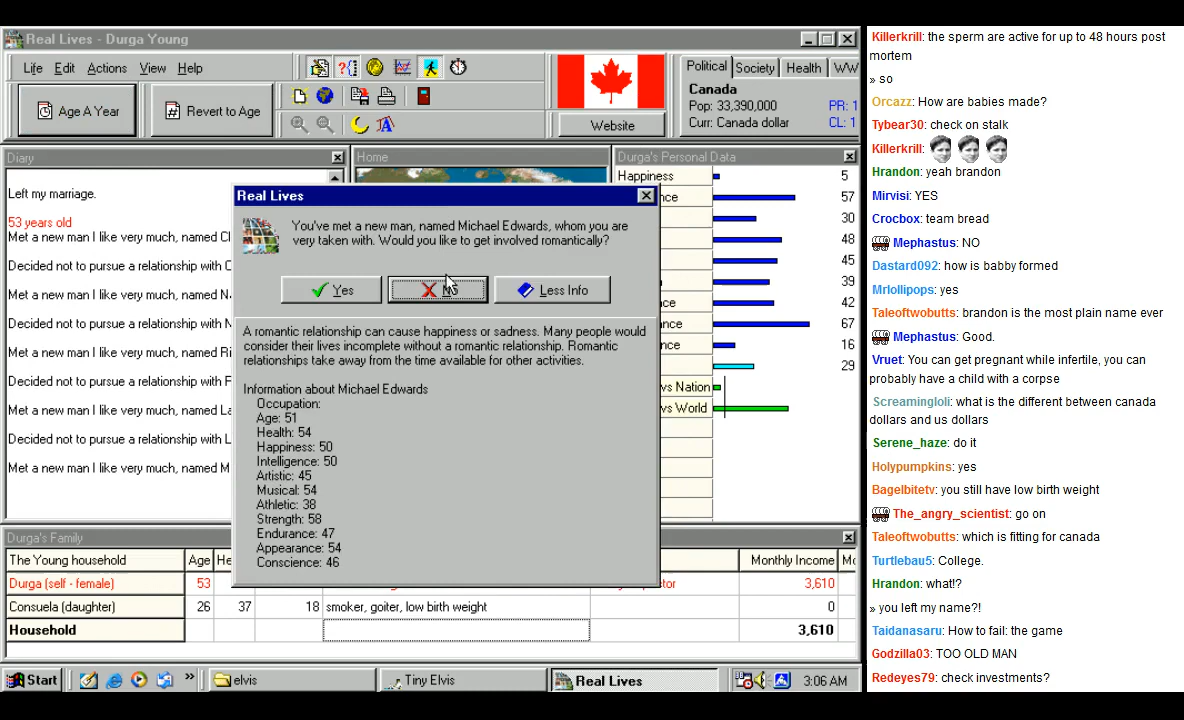 Real Lives - Durga Young
Life Edit Actions View Help
Age A Year
Revert to Age
Website
Political Society Health WW
Canada
Pop: 33,390,000 PR: 1
Curr: Canada dollar CL: 1
Diary
Left my marriage.
53 years old
Met a new man I like very much, named Cl
Decided not to pursue a relationship with C
Met a new man I like very much, named N
Decided not to pursue a relationship with
Met a new man I like very much, named Ri
Decided not to pursue a relationship with F
Met a new man I like very much, named La
Decided not to pursue a relationship with L
Met a new man I like very much, named M
Home
Durga's Personal Data
Happiness 5
nce 57
30
48
45
39
ce 42
nce 67
nce 16
29
vs Nation
vs World
Real Lives
You've met a new man, named Michael Edwards, whom you are
very taken with. Would you like to get involved romantically?
Yes
Less Info
A romantic relationship can cause happiness or sadness. Many people would
consider their lives incomplete without a romantic relationship. Romantic
relationships take away from the time available for other activities.
Information about Michael Edwards
Occupation:
Age: 51
Health: 54
Happiness: 50
Intelligence: 50
Artistic: 45
Musical: 54
Athletic: 38
Strength: 58
Endurance: 47
Appearance: 54
Conscience: 46
Durga's Family
The Young household Age He Monthly Income Mo
Durga (self - female) 53 3,610
Consuela (daughter) 26 37 18 smoker, goiter, low birth weight 0
Household 3,610
Start
elvis
Tiny Elvis
Real Lives
3:06 AM
Killerkrill: the sperm are active for up to 48 hours post
mortem
» so
Orcazz: How are babies made?
Tybear30: check on stalk
Killerkrill:
Hrandon: yeah brandon
Mirvisi: YES
Crocbox: team bread
Mephastus: NO
Dastard092: how is babby formed
Mrlollipops: yes
Taleoftwobutts: brandon is the most plain name ever
Mephastus: Good.
Vruet: You can get pregnant while infertile, you can
probably have a child with a corpse
Screamingloli: what is the different between canada
dollars and us dollars
Serene_haze: do it
Holypumpkins: yes
Bagelbitetv: you still have low birth weight
The_angry_scientist: go on
Taleoftwobutts: which is fitting for canada
Turtlebau5: College.
Hrandon: what!?
» you left my name?!
Taidanasaru: How to fail: the game
Godzilla03: TOO OLD MAN
Redeyes79: check investments?